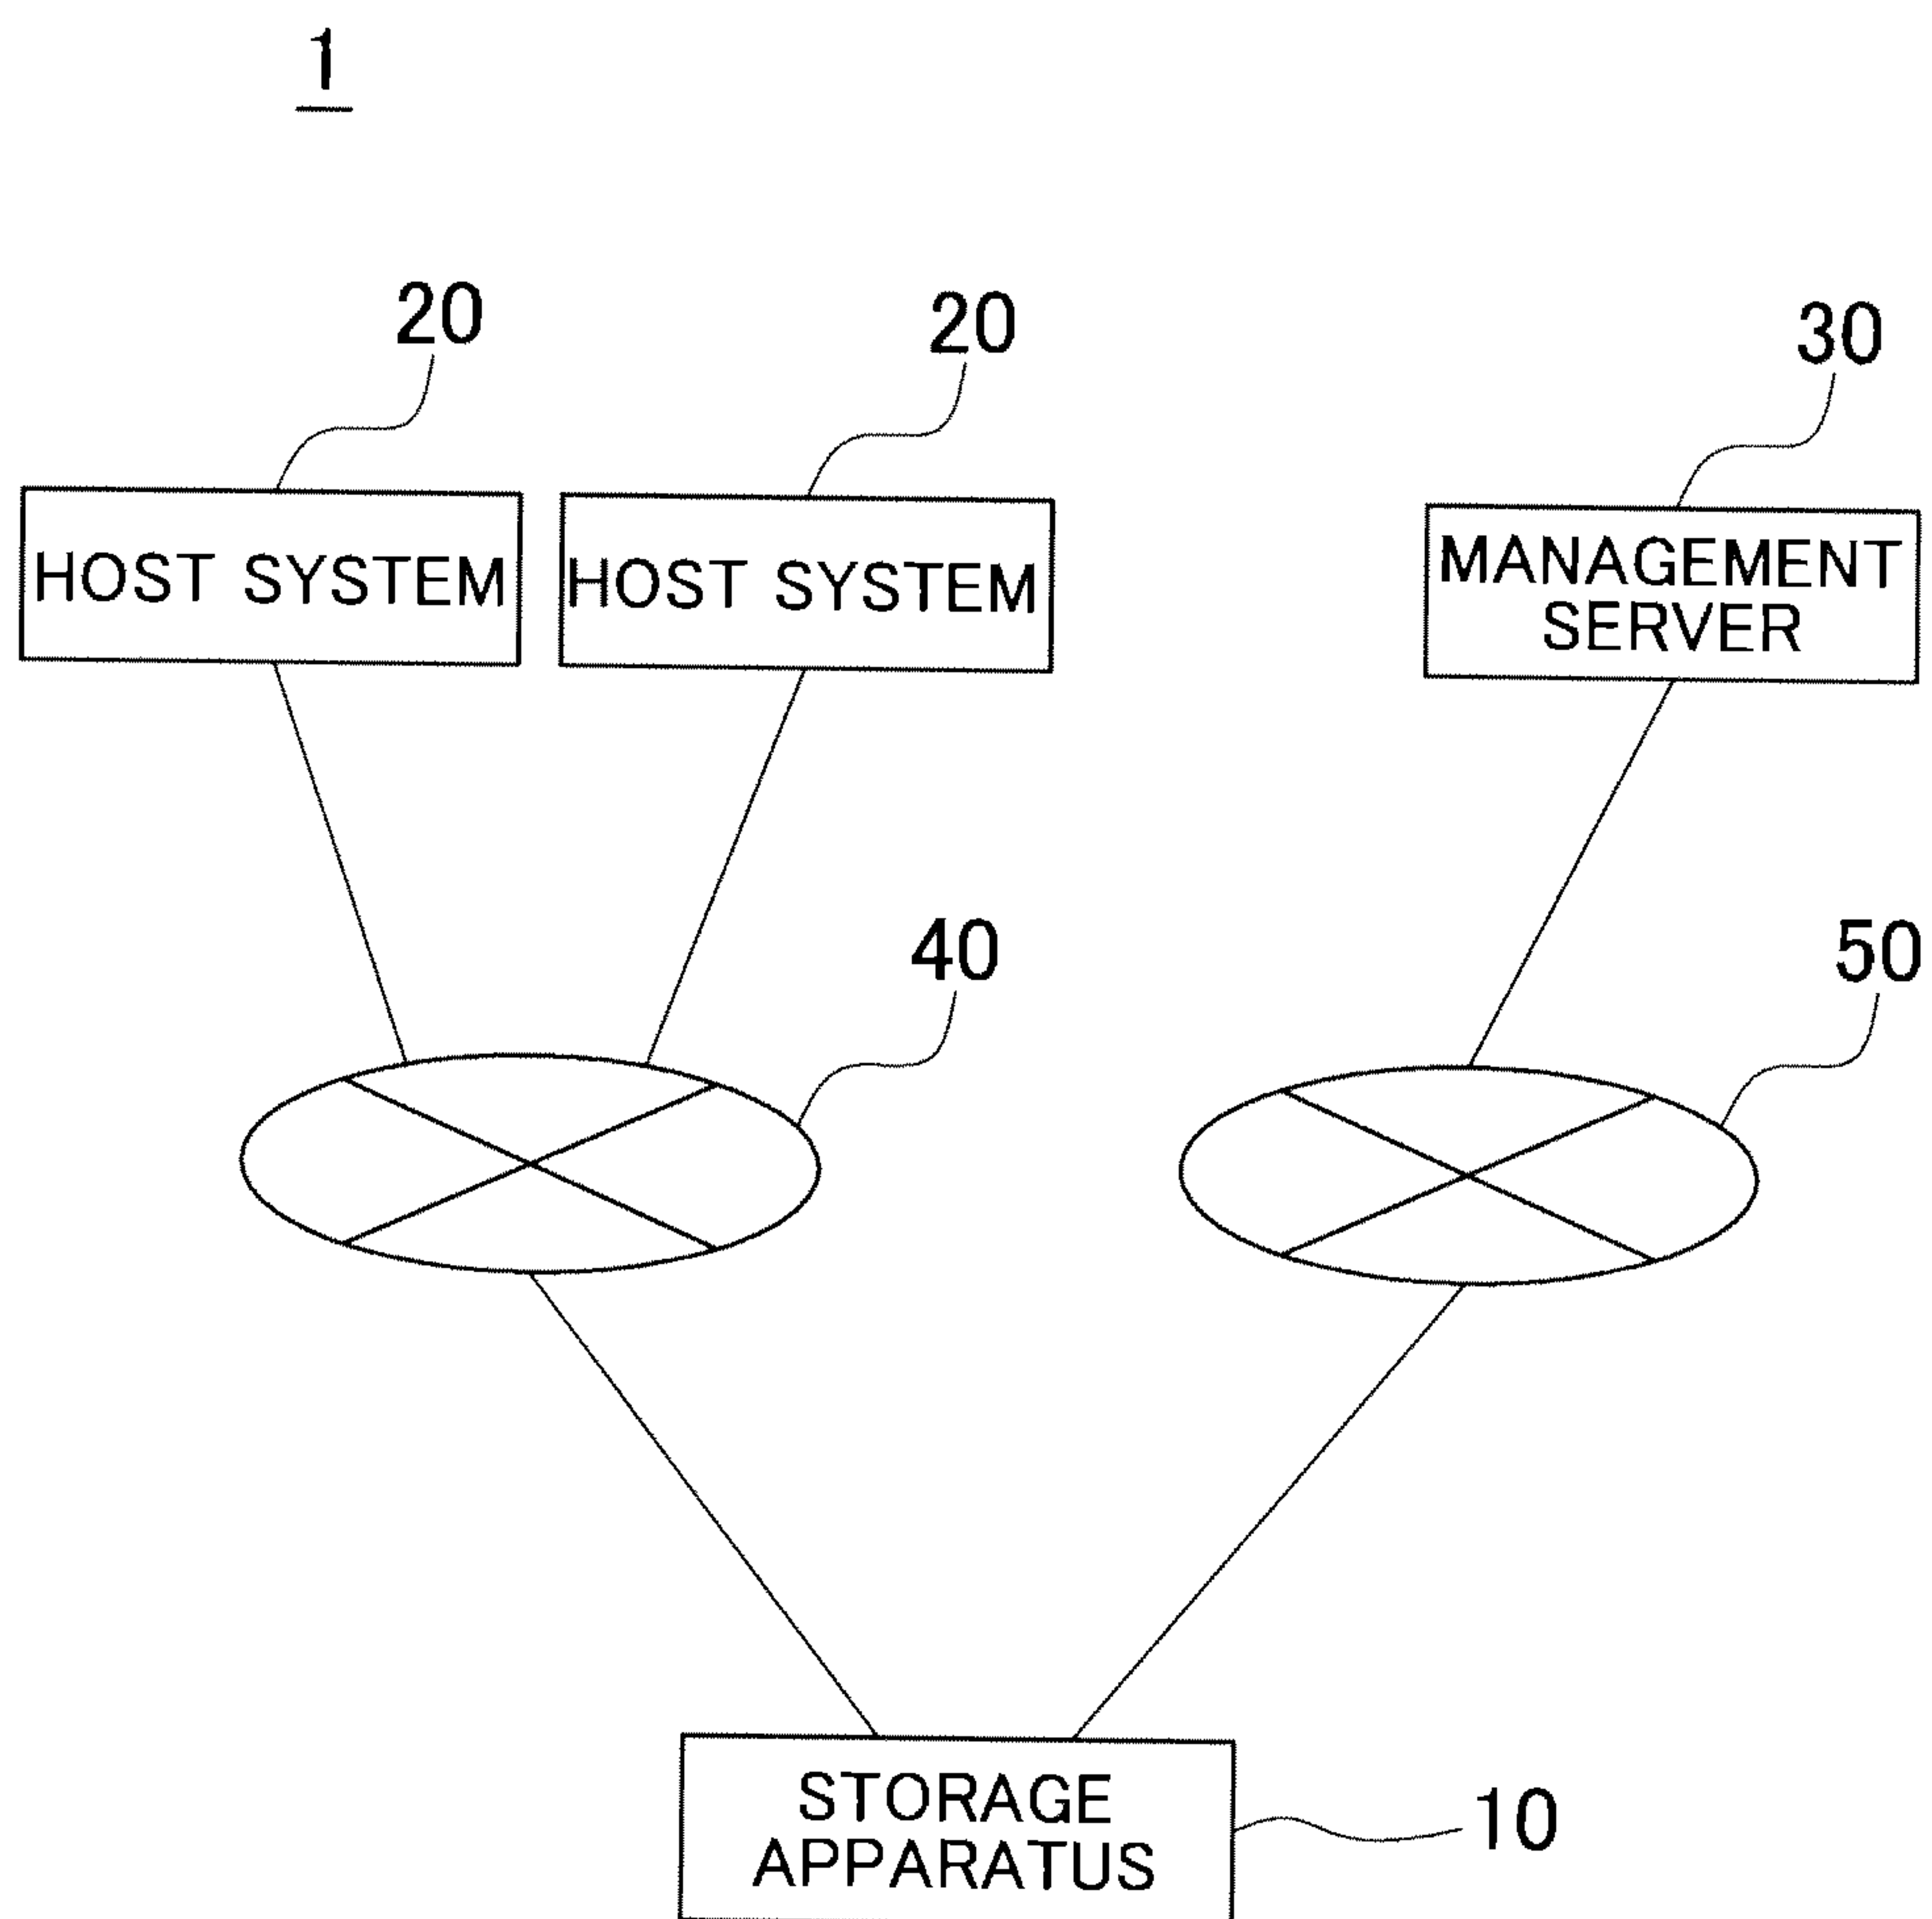 1
20
20
30
HOST SYSTEM
HOST SYSTEM
MANAGEMENT
SERVER
40
50
STORAGE
APPARATUS
10